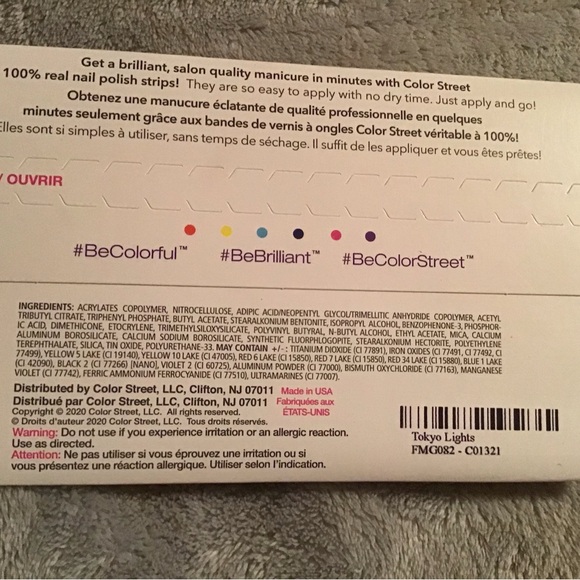 Get a brilliant, salon quality manicure in minutes with Color Street
100% real nail polish strips! They are so easy to apply with no dry time. Just apply and go!
Obtenez une manucure éclatante de qualité professionnelle en quelques
minutes seulement grâce aux bandes de vernis à ongles Color Street véritable à 100%!
Elles sont si simples à utiliser, sans temps de séchage. Il suffit de les appliquer et vous êtes prêtes!
/ OUVRIR
#BeColorful™ #BeBrilliant™ #BeColorStreet™
INGREDIENTS: ACRYLATES COPOLYMER, NITROCELLULOSE, ADIPIC ACID/NEOPENTYL GLYCOL/TRIMELLITIC ANHYDRIDE COPOLYMER, ACETYL
TRIBUTYL CITRATE, TRIPHENYL PHOSPHATE, BUTYL ACETATE, STEARALKONIUM BENTONITE, ISOPROPYL ALCOHOL, BENZOPHENONE-3, PHOSPHOR-
IC ACID, DIMETHICONE, ETOCRYLENE, TRIMETHYLSILOXYSILICATE, POLYVINYL BUTYRAL, N-BUTYL ALCOHOL, ETHYL ACETATE, MICA, CALCIUM
ALUMINUM BOROSILICATE, CALCIUM SODIUM BOROSILICATE, SYNTHETIC FLUORPHLOGOPITE, STEARALKONIUM HECTORITE, POLYETHYLENE
TEREPHTHALATE, SILICA, TIN OXIDE, POLYURETHANE-33. MAY CONTAIN +/-: TITANIUM DIOXIDE (CI 77891), IRON OXIDES (CI 77491, CI 77492, CI
77499), YELLOW 5 LAKE (CI 19140), YELLOW 10 LAKE (CI 47005), RED 6 LAKE (CI 15850), RED 7 LAKE (CI 15850), RED 34 LAKE (CI 15880), BLUE 1 LAKE
(CI 42090), BLACK 2 (CI 77266) [NANO], VIOLET 2 (CI 60725), ALUMINUM POWDER (CI 77000), BISMUTH OXYCHLORIDE (CI 77163), MANGANESE
VIOLET (CI 77742), FERRIC AMMONIUM FERROCYANIDE (CI 77510), ULTRAMARINES (CI 77007).
Distributed by Color Street, LLC, Clifton, NJ 07011 Made in USA
Distribué par Color Street, LLC, Clifton, NJ 07011 Fabriquées aux
ÉTATS-UNIS
Copyright © 2020 Color Street, LLC. All rights reserved.
© Droits d'auteur 2020 Color Street, LLC. Tous droits réservés.
Warning: Do not use if you experience irritation or an allergic reaction.
Use as directed.
Attention: Ne pas utiliser si vous éprouvez une irritation ou si
vous présentez une réaction allergique. Utiliser selon l'indication.
Tokyo Lights
FMG082 - C01321